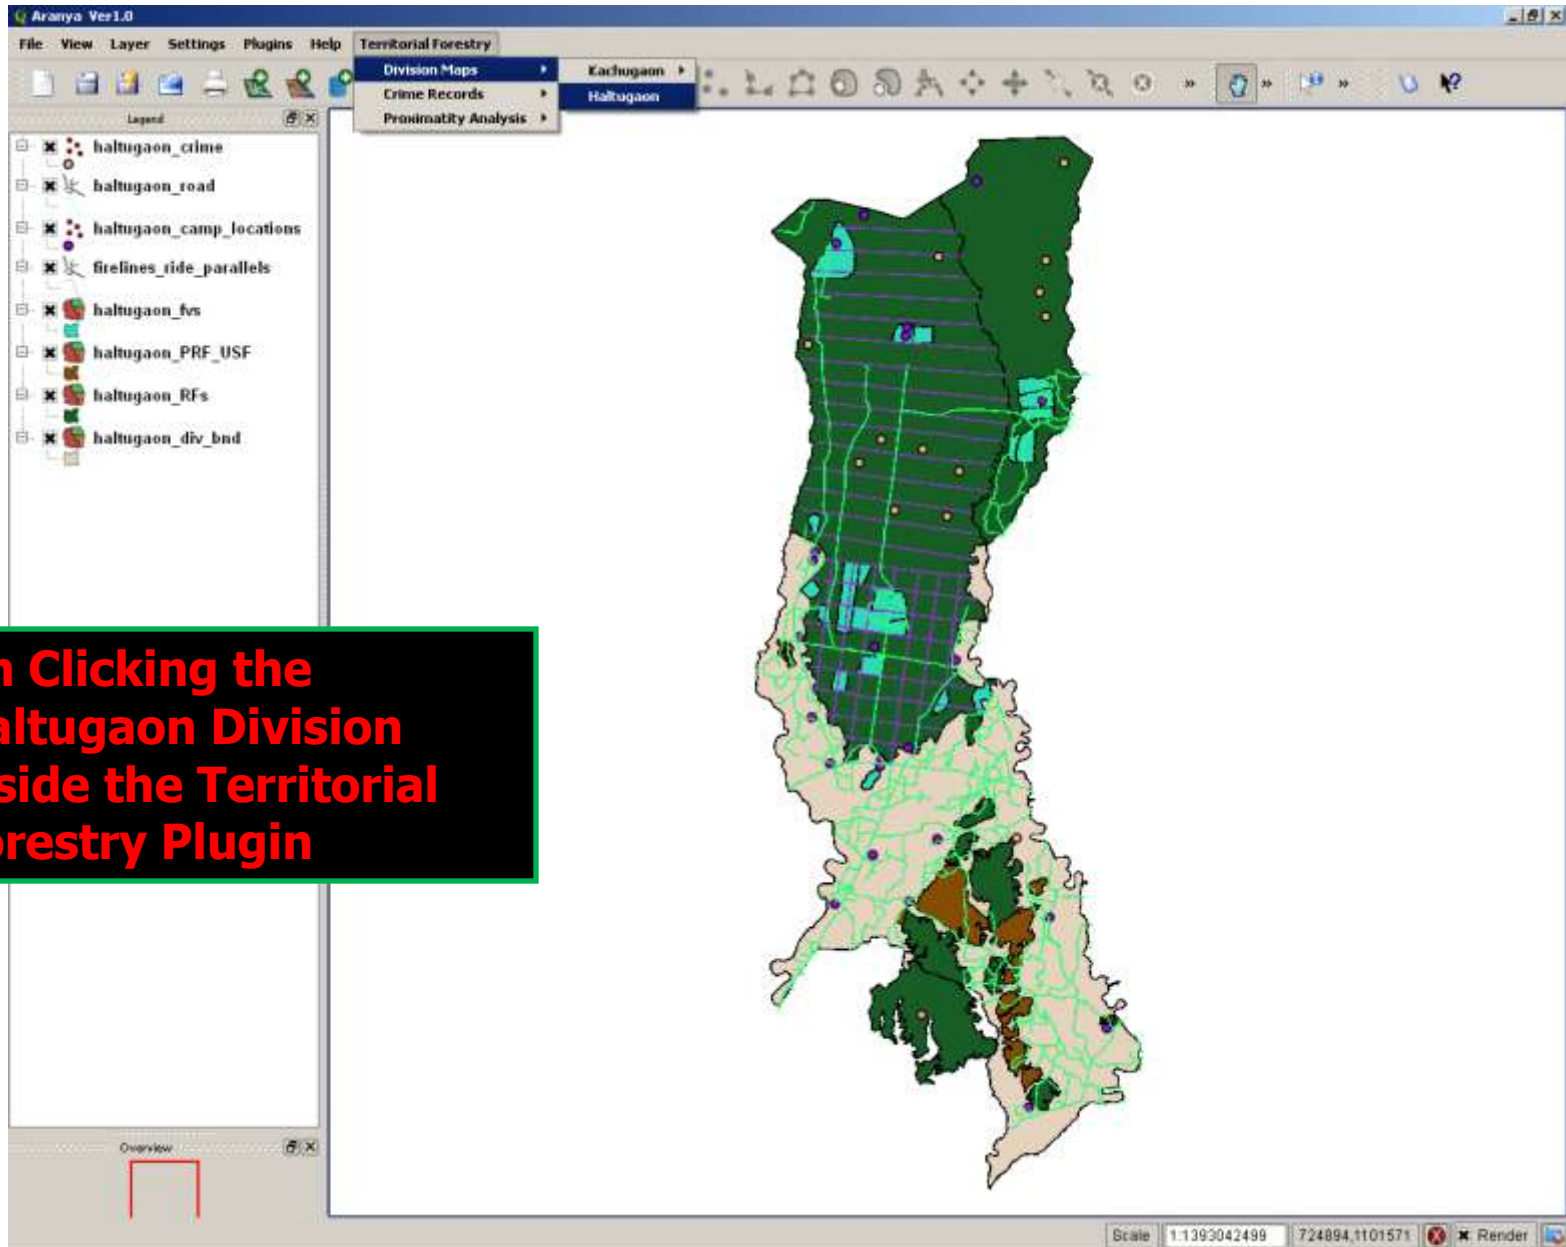 Aranya Ver1.0
File View Layer Settings Plugins Help Territorial Forestry
Division Maps
Crime Records
Proximatity Analysis
Kachugaon
Haltugaon
Legend
haltugaon_crime
haltugaon_road
haltugaon_camp_locations
firelines_ride_parallels
haltugaon_fvs
haltugaon_PRF_USF
haltugaon_RFs
haltugaon_div_bnd
n Clicking the
altugaon Division
side the Territorial
orestry Plugin
Overview
Scale 1:1393042499 724894,1101571 Render